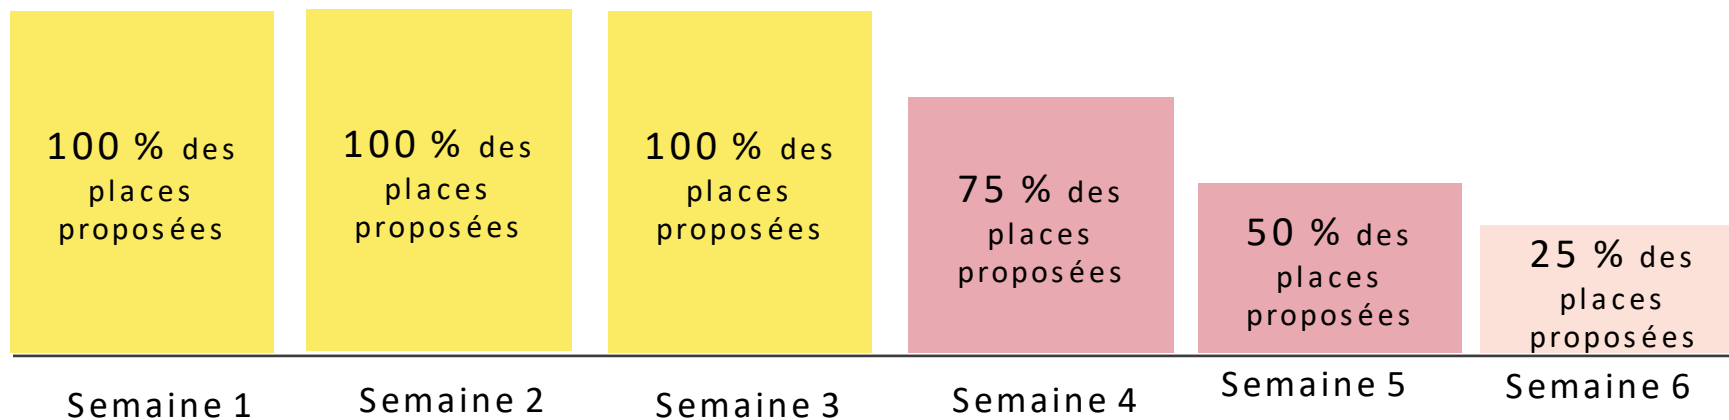 100 % des
places
proposées
100 % des
places
proposées
100 % des
places
proposées
75 % des
places
proposées
50 % des
places
proposées
25 % des
places
proposées
Semaine 1
Semaine 2
Semaine 3
Semaine 4
Semaine 5
Semaine 6